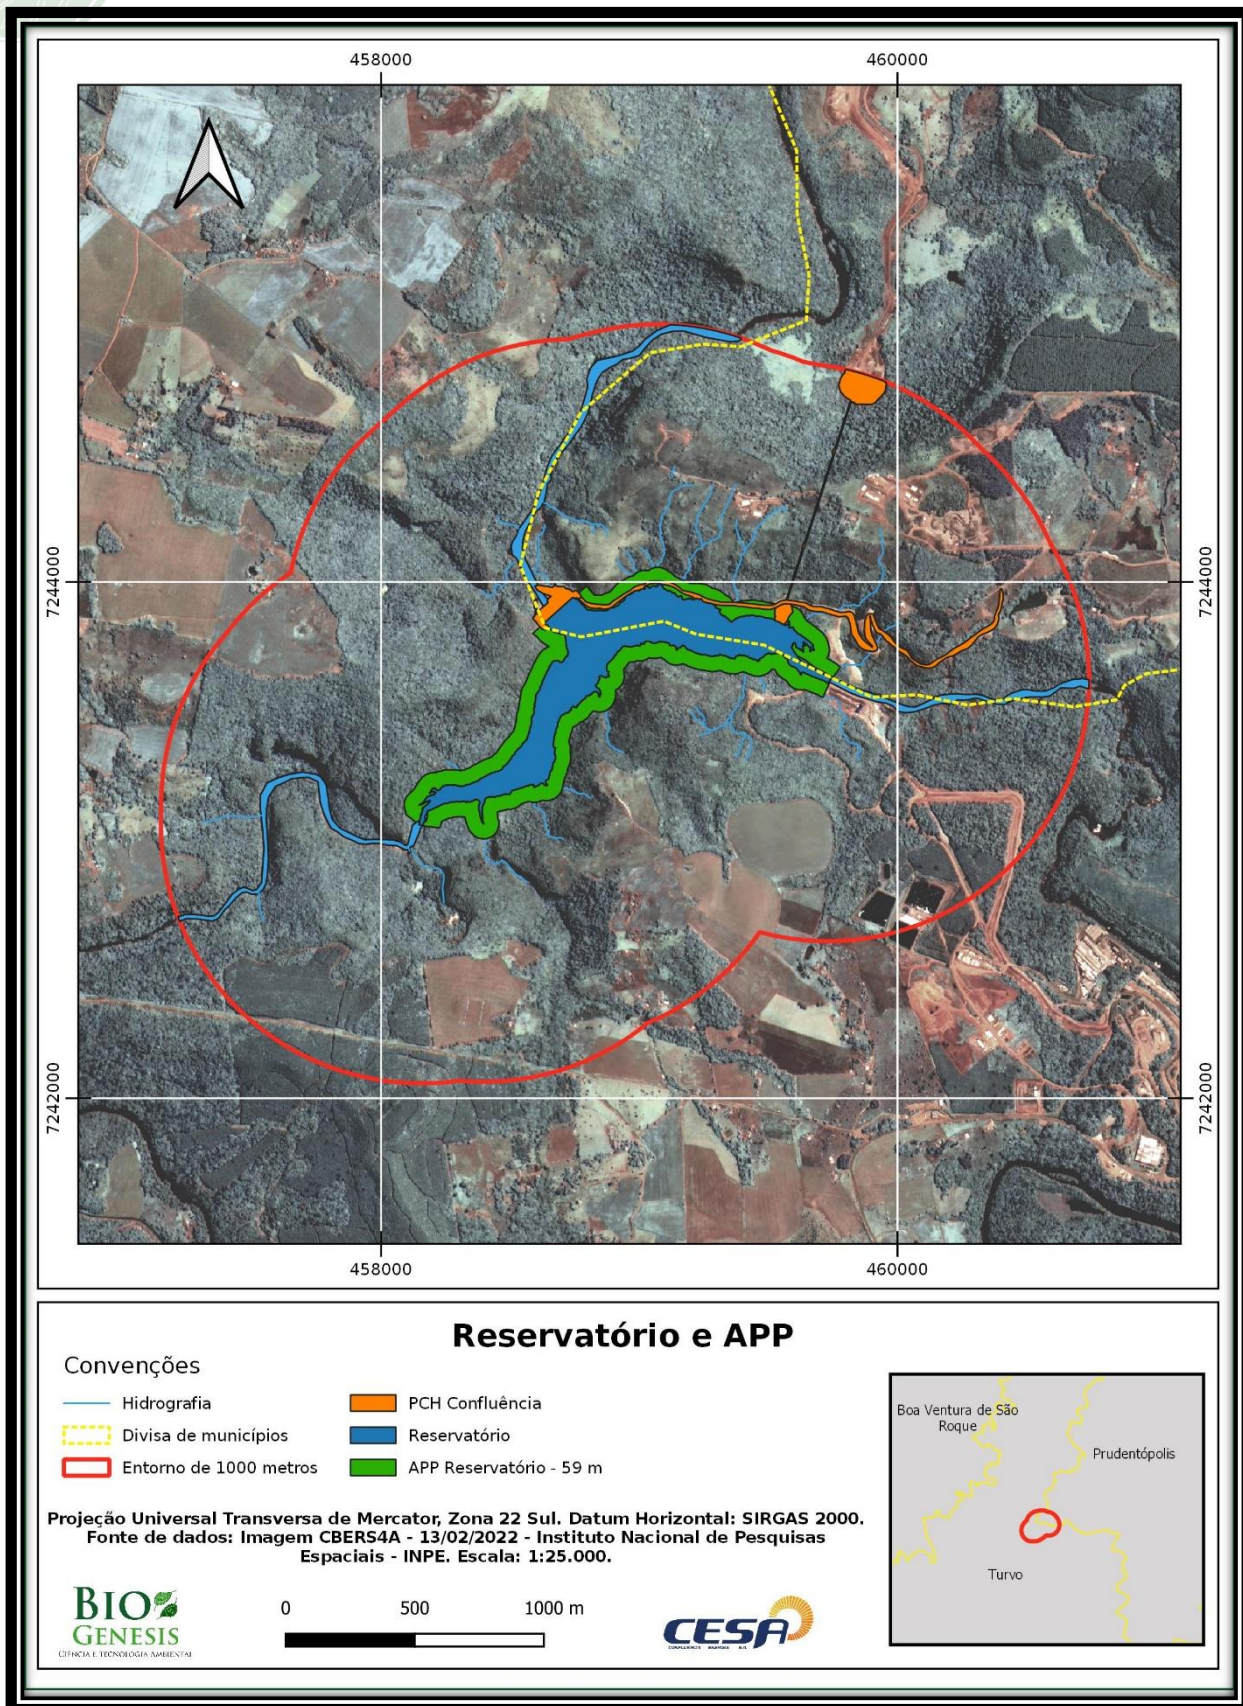 458000 460000
7244000 7244000
7242000 7242000
458000 460000
Reservatório e APP
Convenções
Hidrografia
Divisa de municípios
Entorno de 1000 metros
PCH Confluência
Reservatório
APP Reservatório - 59 m
Projeção Universal Transversa de Mercator, Zona 22 Sul. Datum Horizontal: SIRGAS 2000.
Fonte de dados: Imagem CBERS4A - 13/02/2022 - Instituto Nacional de Pesquisas
Espaciais - INPE. Escala: 1:25.000.
BIO
GENESIS
CIÊNCIA E TECNOLOGIA AMBIENTAL
0 500 1000 m
CESA
CONFLUÊNCIA ENERGIA S.A.
Boa Ventura de São
Roque
Prudentópolis
Turvo